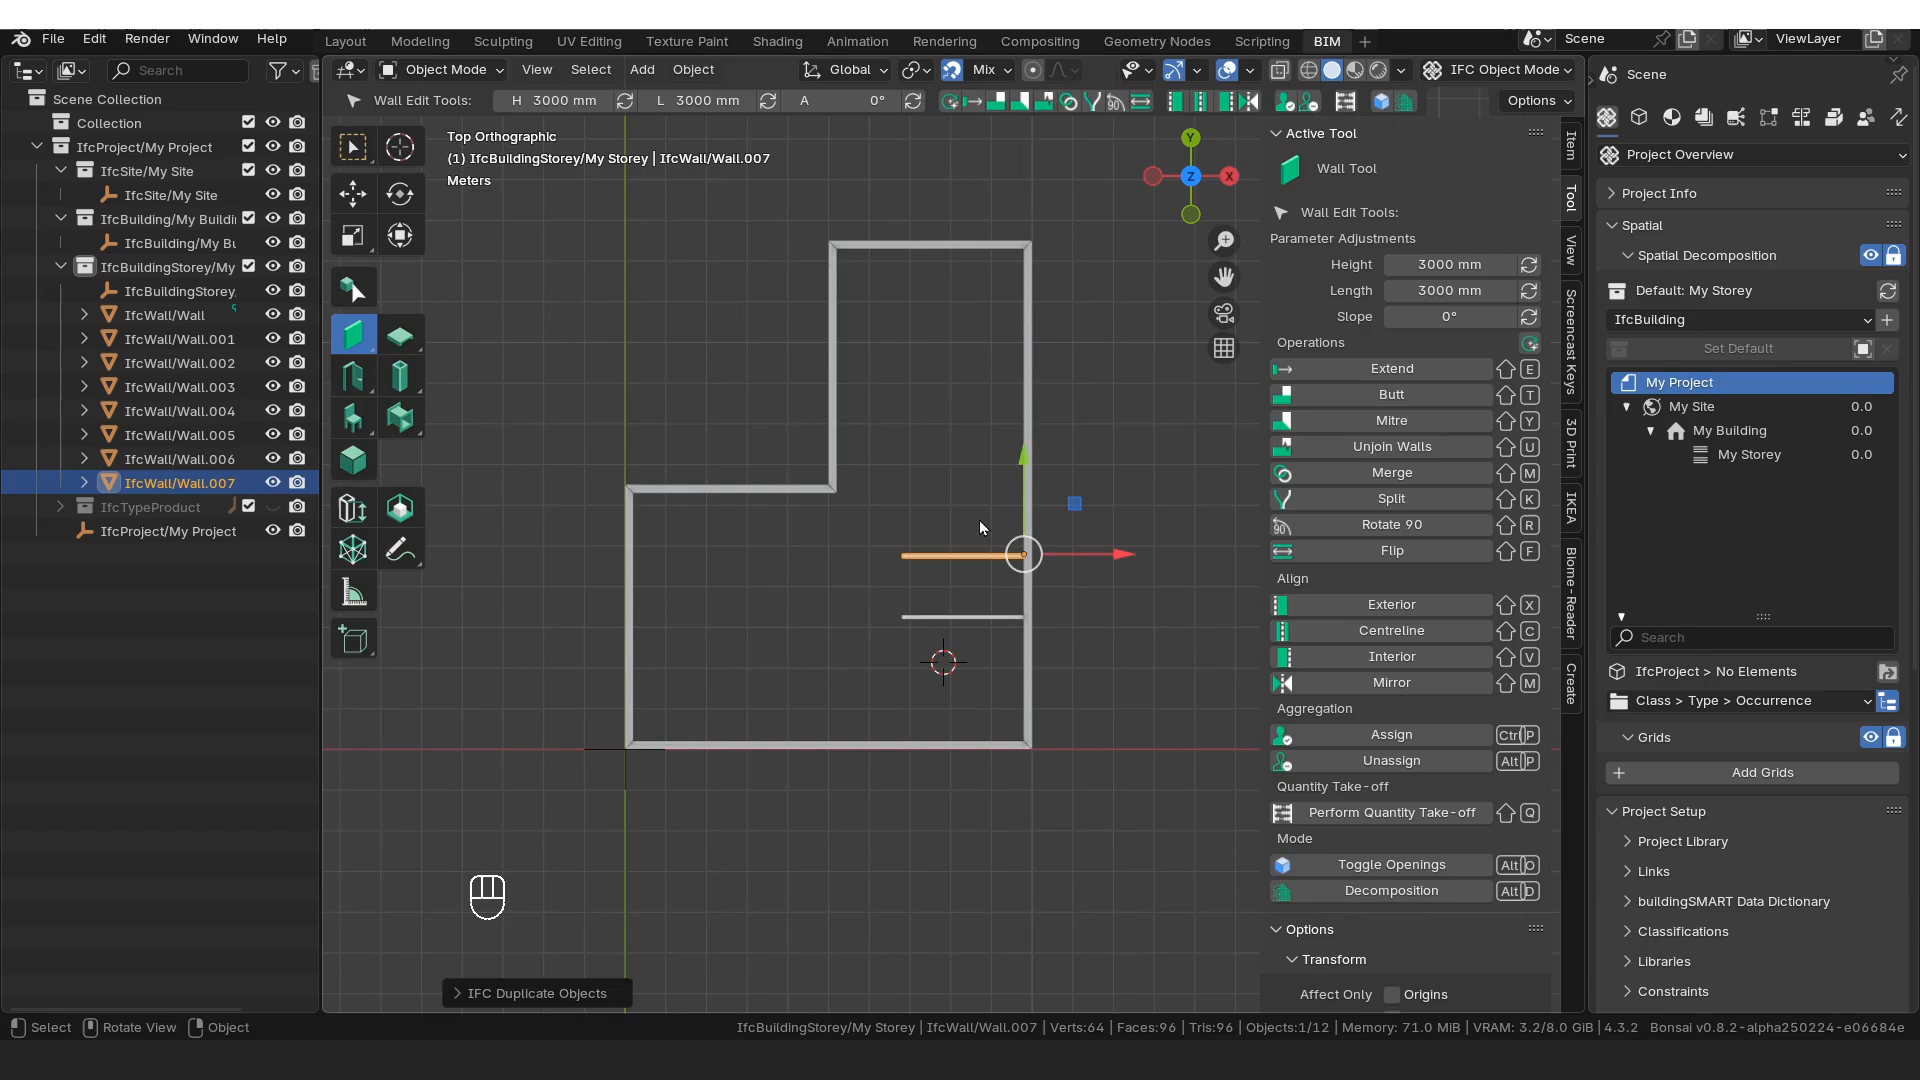 File Edit Render Window Help
Layout Modeling Sculpting UV Editing Texture Paint Shading Animation Rendering Compositing Geometry Nodes Scripting BIM +
Scene
ViewLayer
Search
Object Mode View Select Add Object Global Mix IFC Object Mode
Scene
Wall Edit Tools: H 3000 mm L 3000 mm A 0° Options
Scene Collection
Collection
IfcProject/My Project
IfcSite/My Site
IfcSite/My Site
IfcBuilding/My Buildi
IfcBuilding/My Bu
IfcBuildingStorey/My
IfcBuildingStorey,
IfcWall/Wall
IfcWall/Wall.001
IfcWall/Wall.002
IfcWall/Wall.003
IfcWall/Wall.004
IfcWall/Wall.005
IfcWall/Wall.006
IfcWall/Wall.007
IfcTypeProduct
IfcProject/My Project
Top Orthographic
(1) IfcBuildingStorey/My Storey | IfcWall/Wall.007
Meters
Y
Z
X
90
IFC Duplicate Objects
Active Tool
Wall Tool
Wall Edit Tools:
Parameter Adjustments
Height 3000 mm
Length 3000 mm
Slope 0°
Operations
Extend E
Butt T
Mitre Y
Unjoin Walls U
Merge M
Split K
90 Rotate 90 R
Flip F
Align
Exterior X
Centreline C
Interior V
Mirror M
Aggregation
Assign Ctrl P
Unassign Alt P
Quantity Take-off
Perform Quantity Take-off Q
Mode
Toggle Openings Alt O
Decomposition Alt D
Options
Transform
Affect Only Origins
Item
Tool
View
Screencast Keys
3D Print
IKEA
Biome-Reader
Create
Project Overview
Project Info
Spatial
Spatial Decomposition
Default: My Storey
IfcBuilding
Set Default
My Project
My Site 0.0
My Building 0.0
My Storey 0.0
Search
IfcProject > No Elements
Class > Type > Occurrence
Grids
Add Grids
Project Setup
Project Library
Links
buildingSMART Data Dictionary
Classifications
Libraries
Constraints
Select Rotate View Object
IfcBuildingStorey/My Storey | IfcWall/Wall.007 | Verts:64 | Faces:96 | Tris:96 | Objects:1/12 | Memory: 71.0 MiB | VRAM: 3.2/8.0 GiB | 4.3.2 Bonsai v0.8.2-alpha250224-e06684e